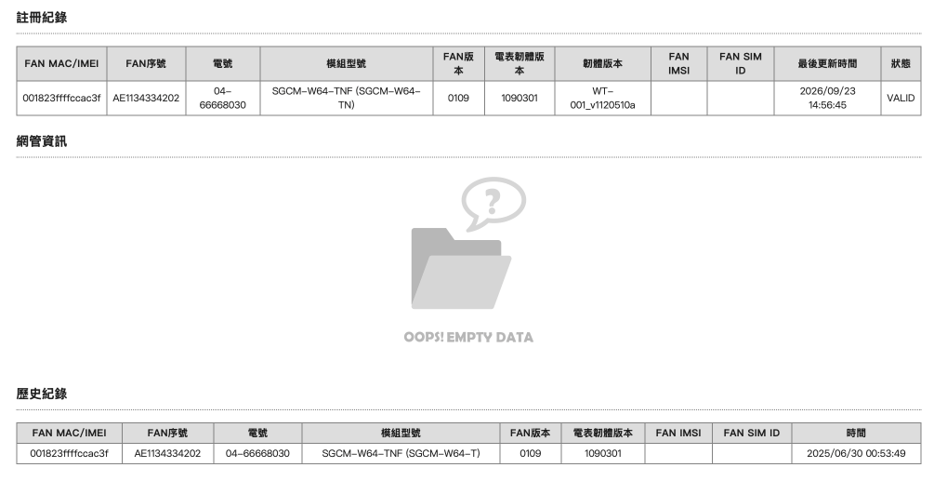 註冊紀錄
FAN MAC/IMEI FAN序號 電號 模組型號 FAN版本 電表韌體版本 韌體版本 FAN IMSI FAN SIM ID 最後更新時間 狀態
001823ffffccac3f AE1134334202 04-66668030 SGCM-W64-TNF (SGCM-W64-TN) 0109 1090301 WT-001_v1120510a 2026/09/23 14:56:45 VALID
網管資訊
?
OOPS! EMPTY DATA
歷史紀錄
FAN MAC/IMEI FAN序號 電號 模組型號 FAN版本 電表韌體版本 FAN IMSI FAN SIM ID 時間
001823ffffccac3f AE1134334202 04-66668030 SGCM-W64-TNF (SGCM-W64-T) 0109 1090301 2025/06/30 00:53:49